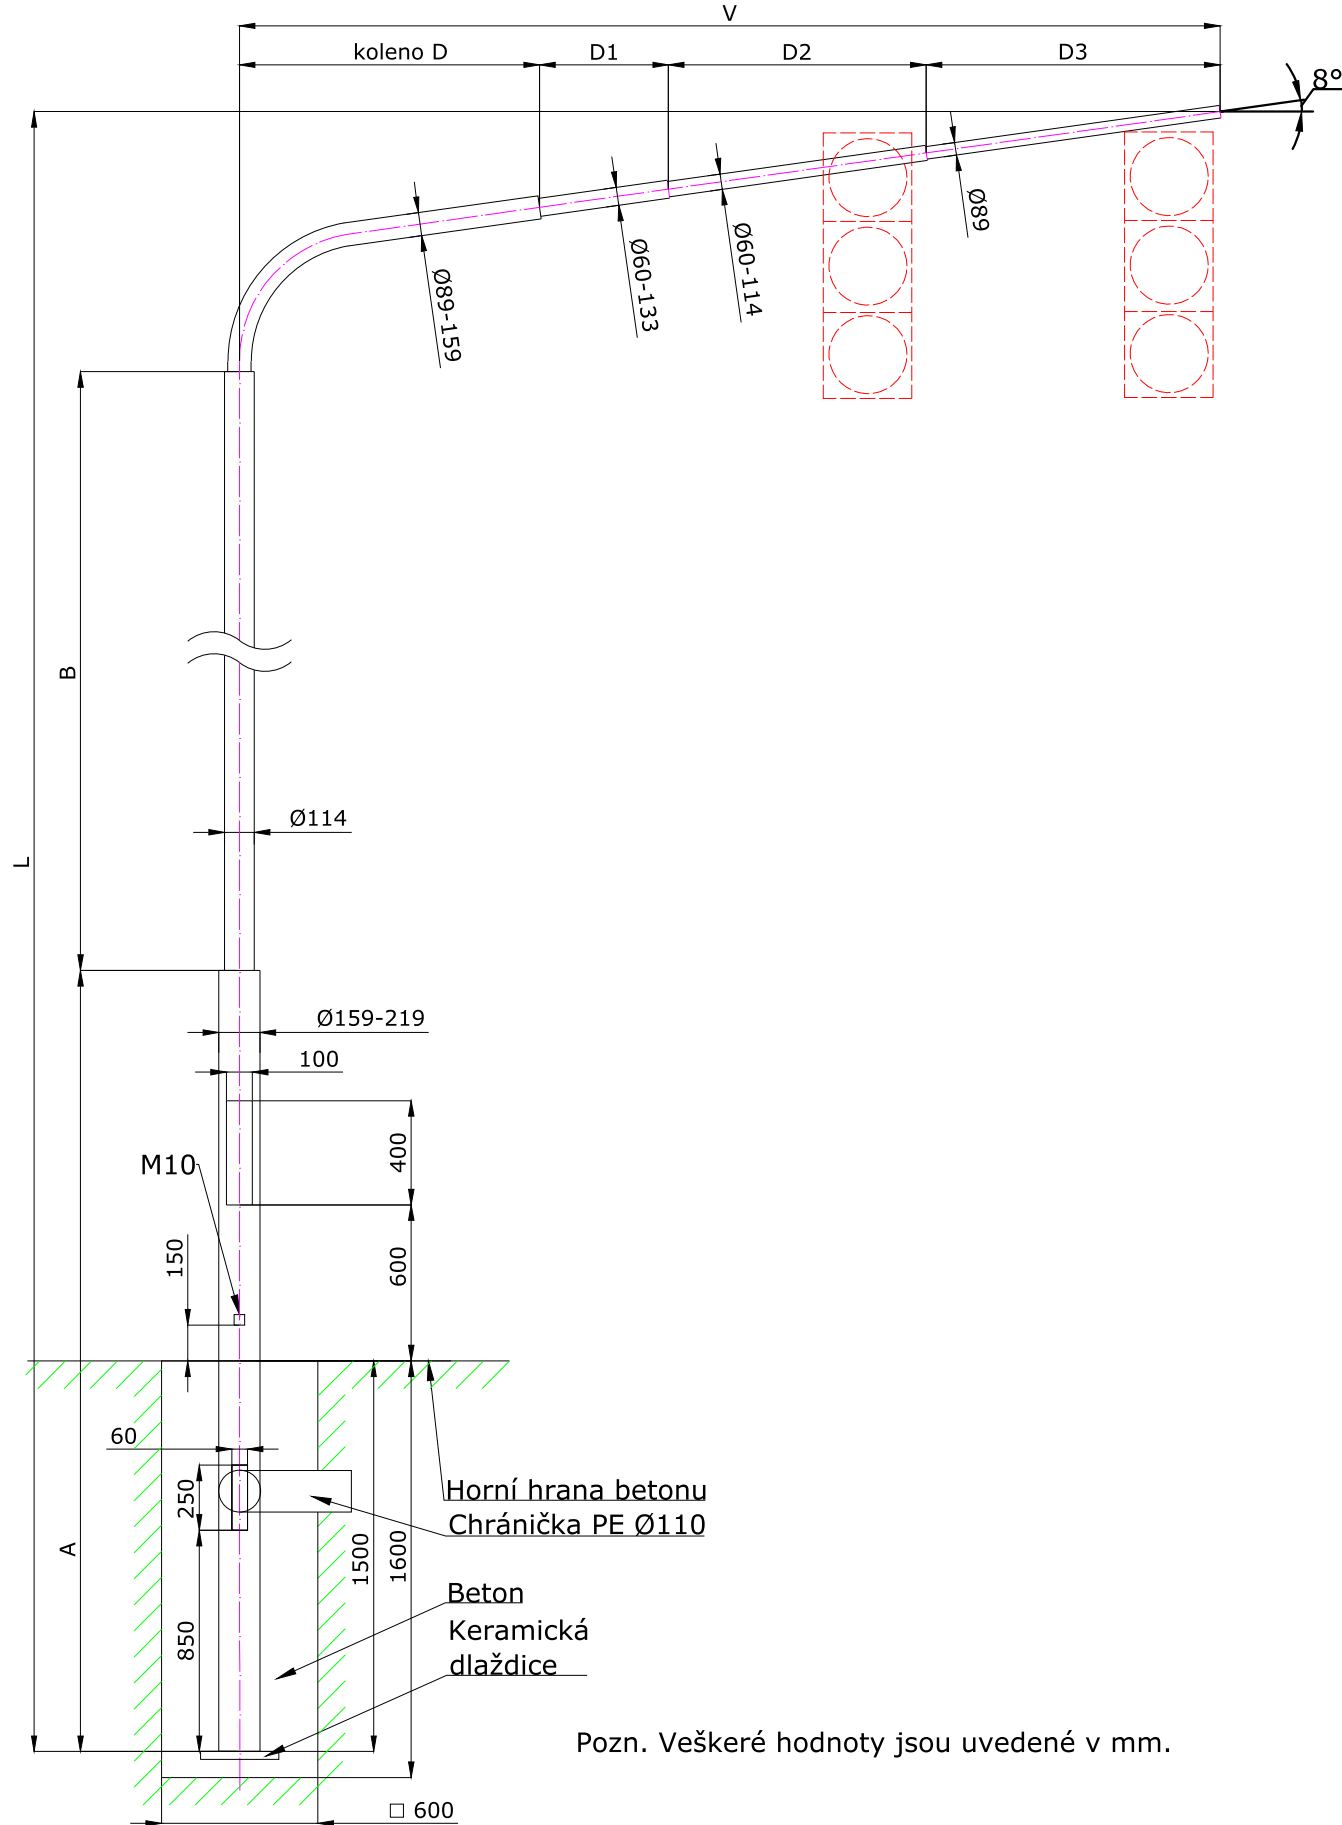 V
koleno D
D1
D2
D3
8°
Ø89-159
Ø60-133
Ø60-114
Ø89
B
L
Ø114
Ø159-219
100
400
M10
150
600
60
250
Horní hrana betonu
Chránička PE Ø110
1500
1600
A
850
Beton
Keramická
dlaždice
Pozn. Veškeré hodnoty jsou uvedené v mm.
□ 600